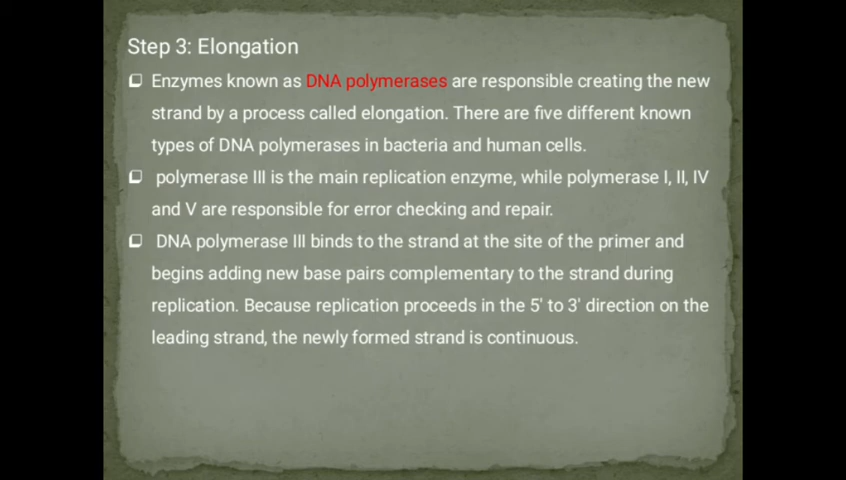 Step 3: Elongation
❑ Enzymes known as DNA polymerases are responsible creating the new
strand by a process called elongation. There are five different known
types of DNA polymerases in bacteria and human cells.
❑ polymerase III is the main replication enzyme, while polymerase I, II, IV
and V are responsible for error checking and repair.
❑ DNA polymerase III binds to the strand at the site of the primer and
begins adding new base pairs complementary to the strand during
replication. Because replication proceeds in the 5' to 3' direction on the
leading strand, the newly formed strand is continuous.